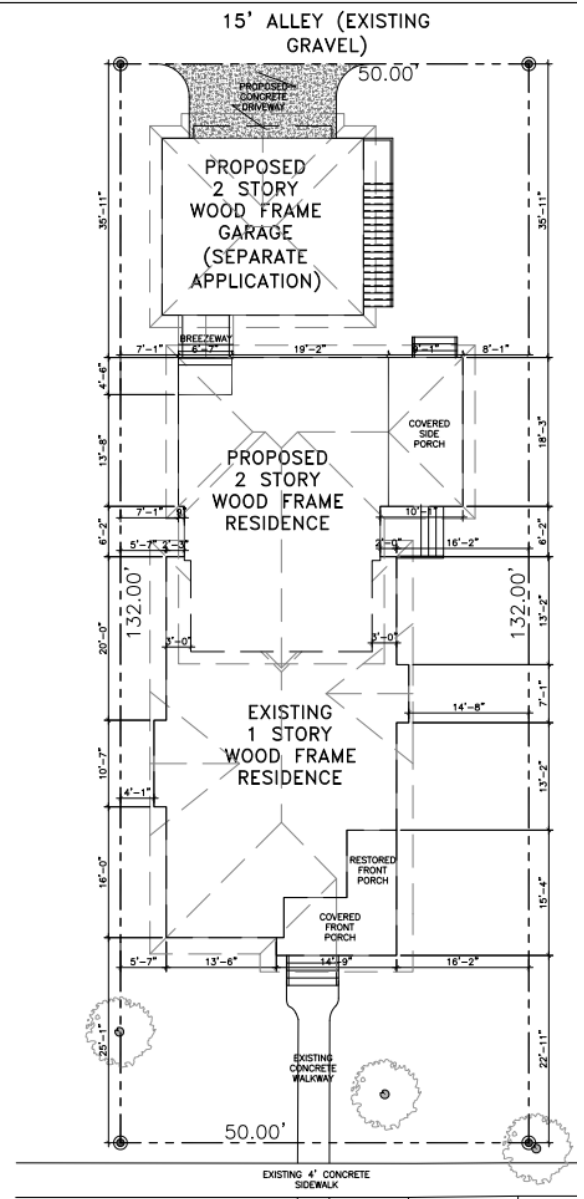 15' ALLEY (EXISTING
GRAVEL)
50.00'
PROPOSED
CONCRETE
DRIVEWAY
35'-11"
35'-11"
PROPOSED
2 STORY
WOOD FRAME
GARAGE
(SEPARATE
APPLICATION)
BREEZEWAY
7'-1"
6'-7"
19'-2"
8'-1"
4'-6"
13'-8"
18'-3"
COVERED
SIDE
PORCH
PROPOSED
2 STORY
WOOD FRAME
RESIDENCE
7'-1"
10'-1"
6'-2"
6'-2"
5'-7"
2'-3"
2'-0"
16'-2"
132.00'
132.00'
20'-0"
13'-2"
3'-0"
3'-0"
7'-1"
14'-8"
EXISTING
1 STORY
WOOD FRAME
RESIDENCE
10'-7"
13'-2"
4'-1"
16'-0"
15'-4"
RESTORED
FRONT
PORCH
COVERED
FRONT
PORCH
5'-7"
13'-6"
14'-9"
16'-2"
25'-1"
22'-11"
EXISTING
CONCRETE
WALKWAY
50.00'
EXISTING 4' CONCRETE
SIDEWALK